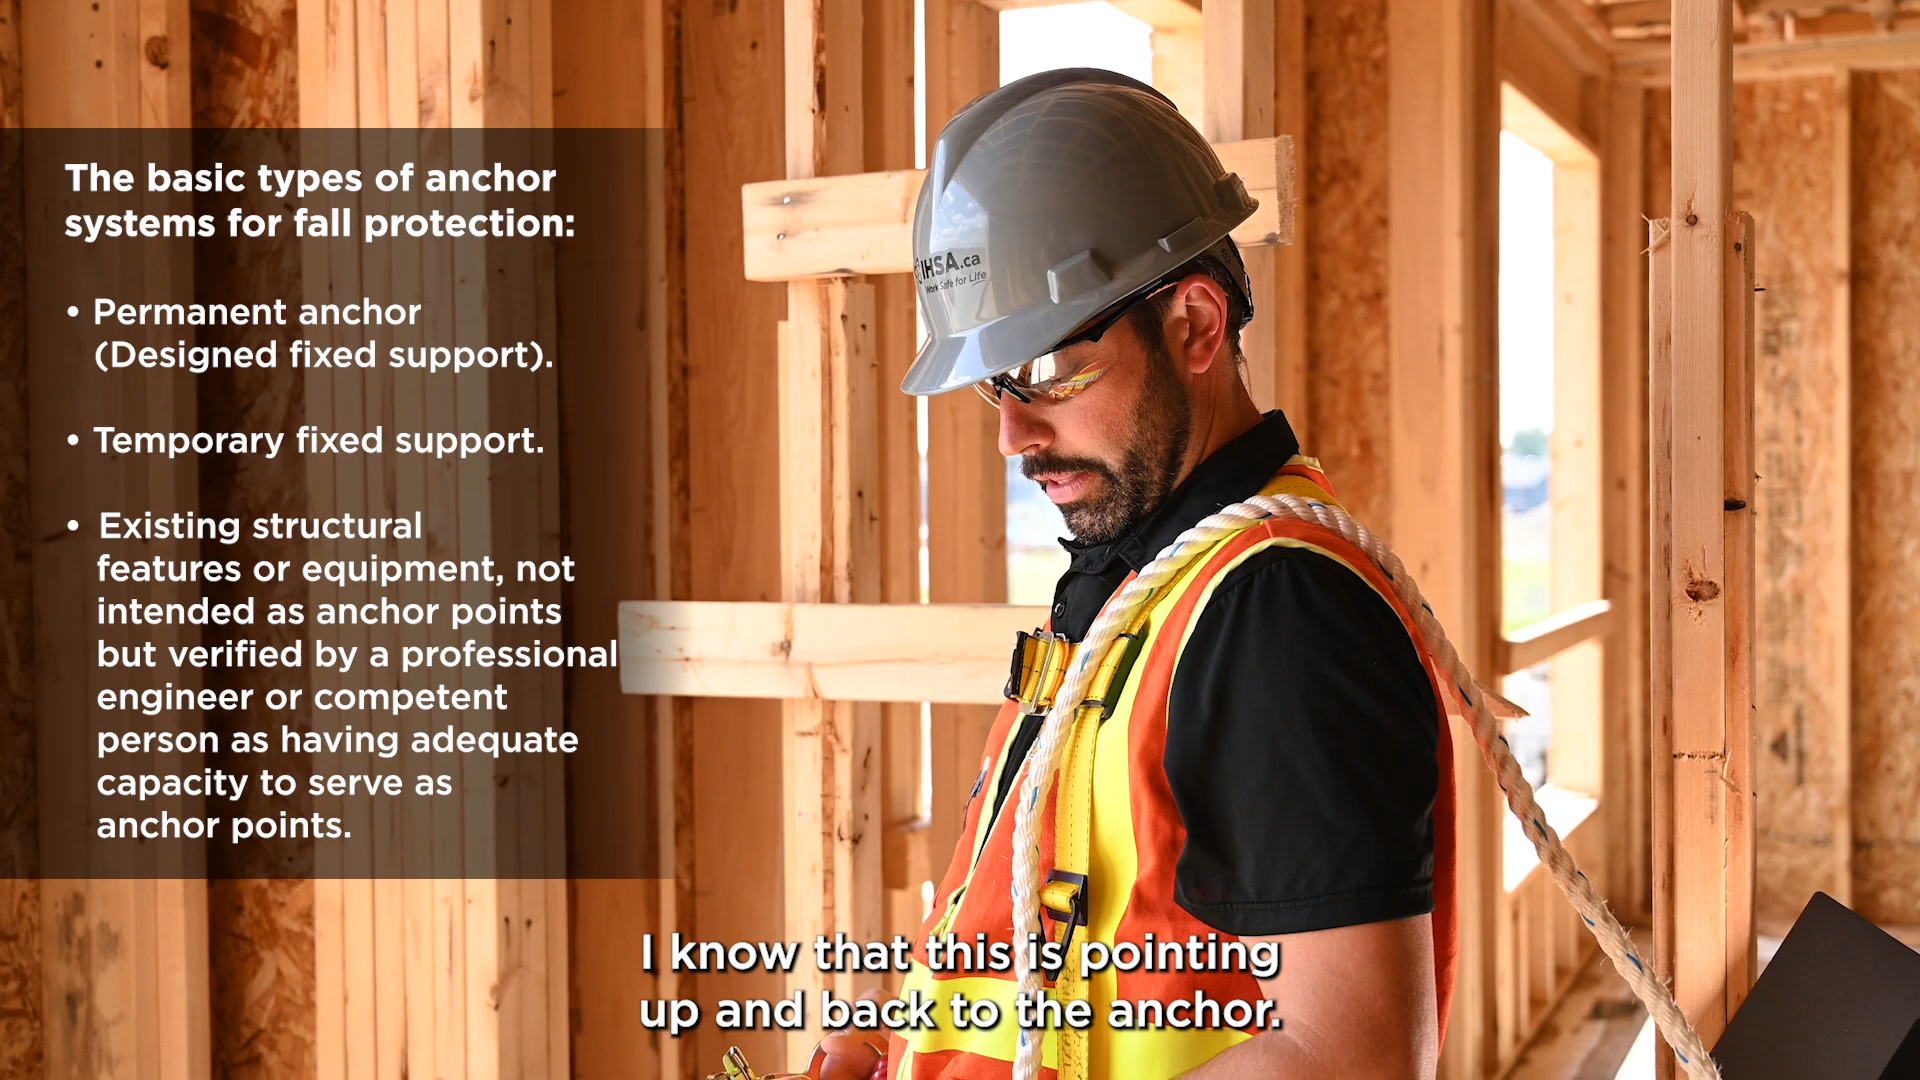 The basic types of anchor
systems for fall protection:
• Permanent anchor
(Designed fixed support).
• Temporary fixed support.
• Existing structural
features or equipment, not
intended as anchor points
but verified by a professional
engineer or competent
person as having adequate
capacity to serve as
anchor points.
IHSA.ca
Work Safe for Life
I know that this is pointing
up and back to the anchor.